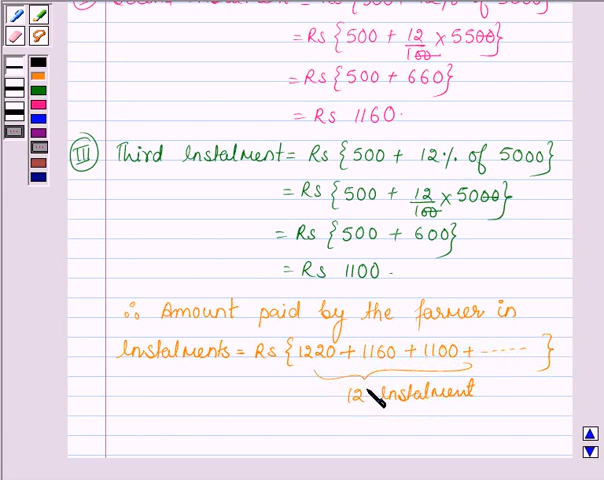 = Rs {500 + 12/100 × 5500}
= Rs {500 + 660}
= Rs 1160.
III Third Instalment = Rs {500 + 12% of 5000}
= Rs {500 + 12/100 × 5000}
= Rs {500 + 600}
= Rs 1100.
∴ Amount paid by the farmer in
Instalments = Rs {1220 + 1160 + 1100 + ----- }
12 Instalment